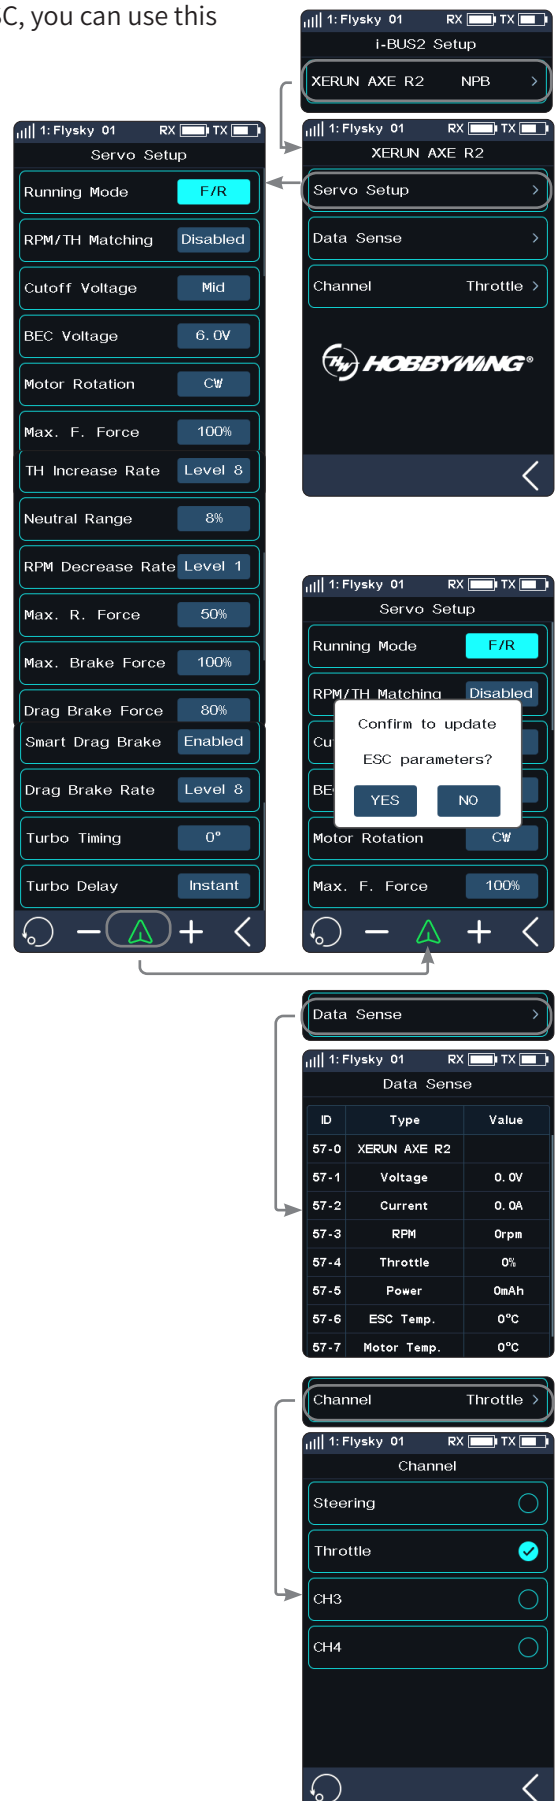 SC, you can use this
1: Flysky 01 RX TX
i-BUS2 Setup
XERUN AXE R2 NPB >
1: Flysky 01 RX TX
XERUN AXE R2
Servo Setup >
Data Sense >
Channel Throttle >
HW HOBBYWING®
1: Flysky 01 RX TX
Servo Setup
Running Mode F/R
RPM/TH Matching Disabled
Cutoff Voltage Mid
BEC Voltage 6.0V
Motor Rotation CW
Max. F. Force 100%
TH Increase Rate Level 8
Neutral Range 8%
RPM Decrease Rate Level 1
Max. R. Force 50%
Max. Brake Force 100%
Drag Brake Force 80%
Smart Drag Brake Enabled
Drag Brake Rate Level 8
Turbo Timing 0°
Turbo Delay Instant
1: Flysky 01 RX TX
Servo Setup
Running Mode F/R
RPM/TH Matching Disabled
Cu
BE
Confirm to update
ESC parameters?
YES NO
Motor Rotation CW
Max. F. Force 100%
Data Sense >
1: Flysky 01 RX TX
Data Sense
ID Type Value
57-0 XERUN AXE R2
57-1 Voltage 0.0V
57-2 Current 0.0A
57-3 RPM 0rpm
57-4 Throttle 0%
57-5 Power 0mAh
57-6 ESC Temp. 0°C
57-7 Motor Temp. 0°C
Channel Throttle >
1: Flysky 01 RX TX
Channel
Steering
Throttle
CH3
CH4